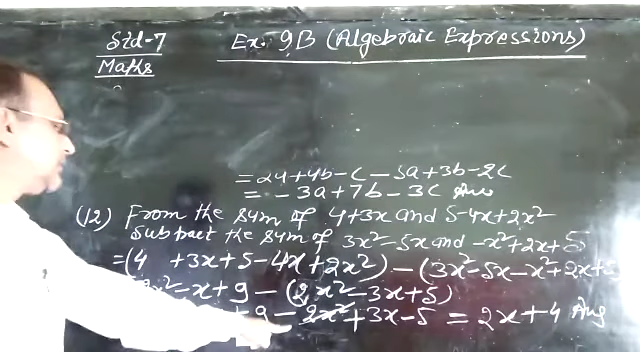 Std-7
Maths
Ex. 9B (Algebraic Expressions)
= 2a+4b-c-5a+3b-2c
= -3a+7b-3c Ans
(12) From the sum of 4+3x and 5-4x+2x²
Subtract the sum of 3x²-5x and -x²+2x+5
=(4 +3x+5-4x+2x²)-(3x²-5x-x²+2x+5
2x²-x+9-(2x²-3x+5)
+9-2x²+3x-5 = 2x+4 Ans